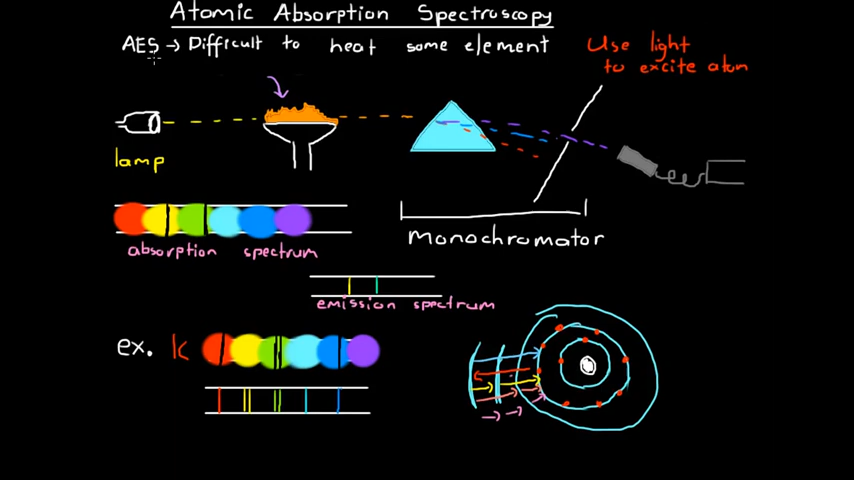 Atomic Absorption Spectroscopy
AES → Difficult to heat some element
Use light
to excite atom
lamp
Monochromator
absorption spectrum
emission spectrum
ex. K